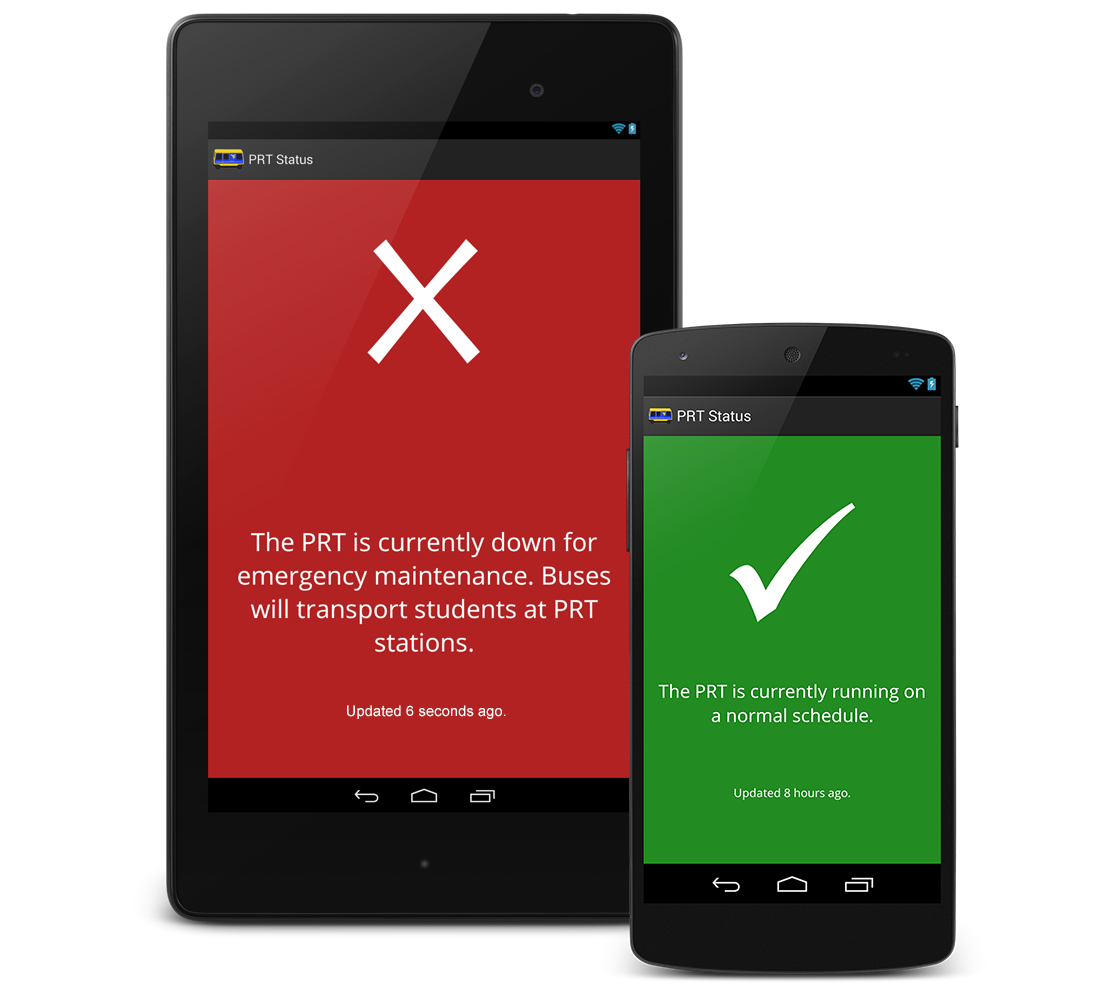 PRT Status
The PRT is currently down for
emergency maintenance. Buses
will transport students at PRT
stations.
Updated 6 seconds ago.
PRT Status
The PRT is currently running on
a normal schedule.
Updated 8 hours ago.